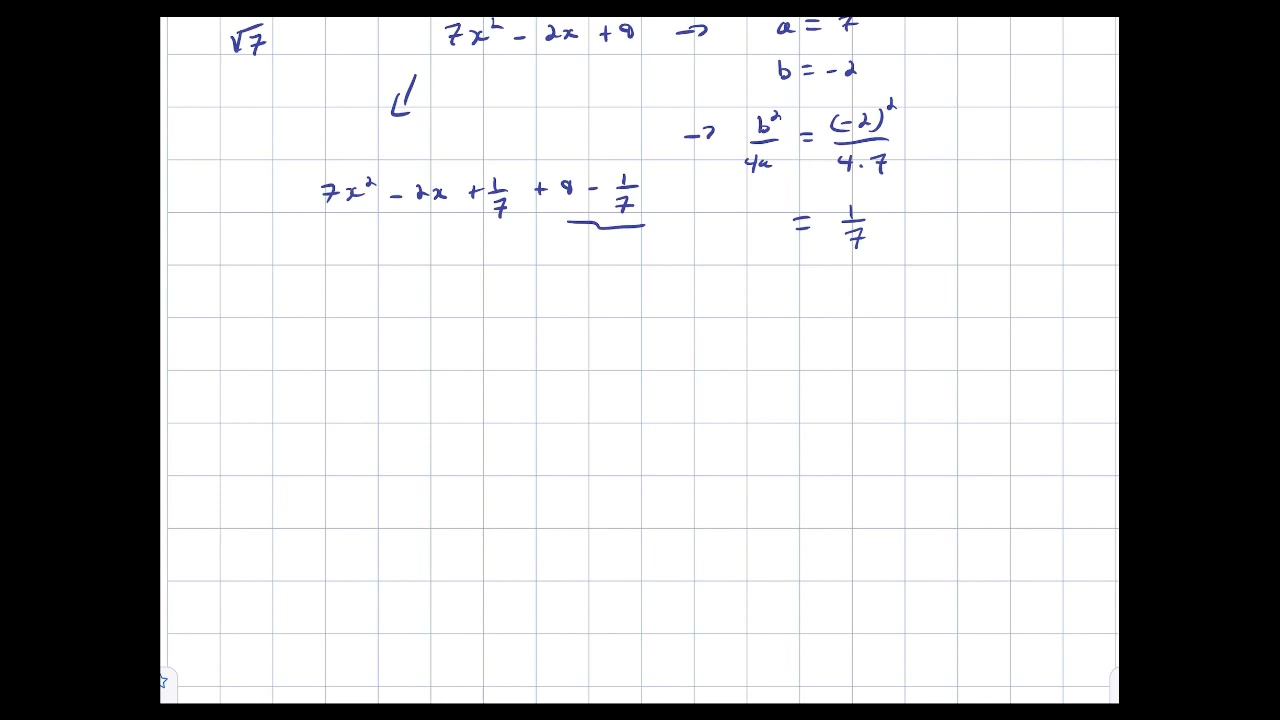 √7 7x² - 2x + 8 → a = 7
b = -2
→ b²/4a = (-2)²/4·7
7x² - 2x + 1/7 + 8 - 1/7
= 1/7